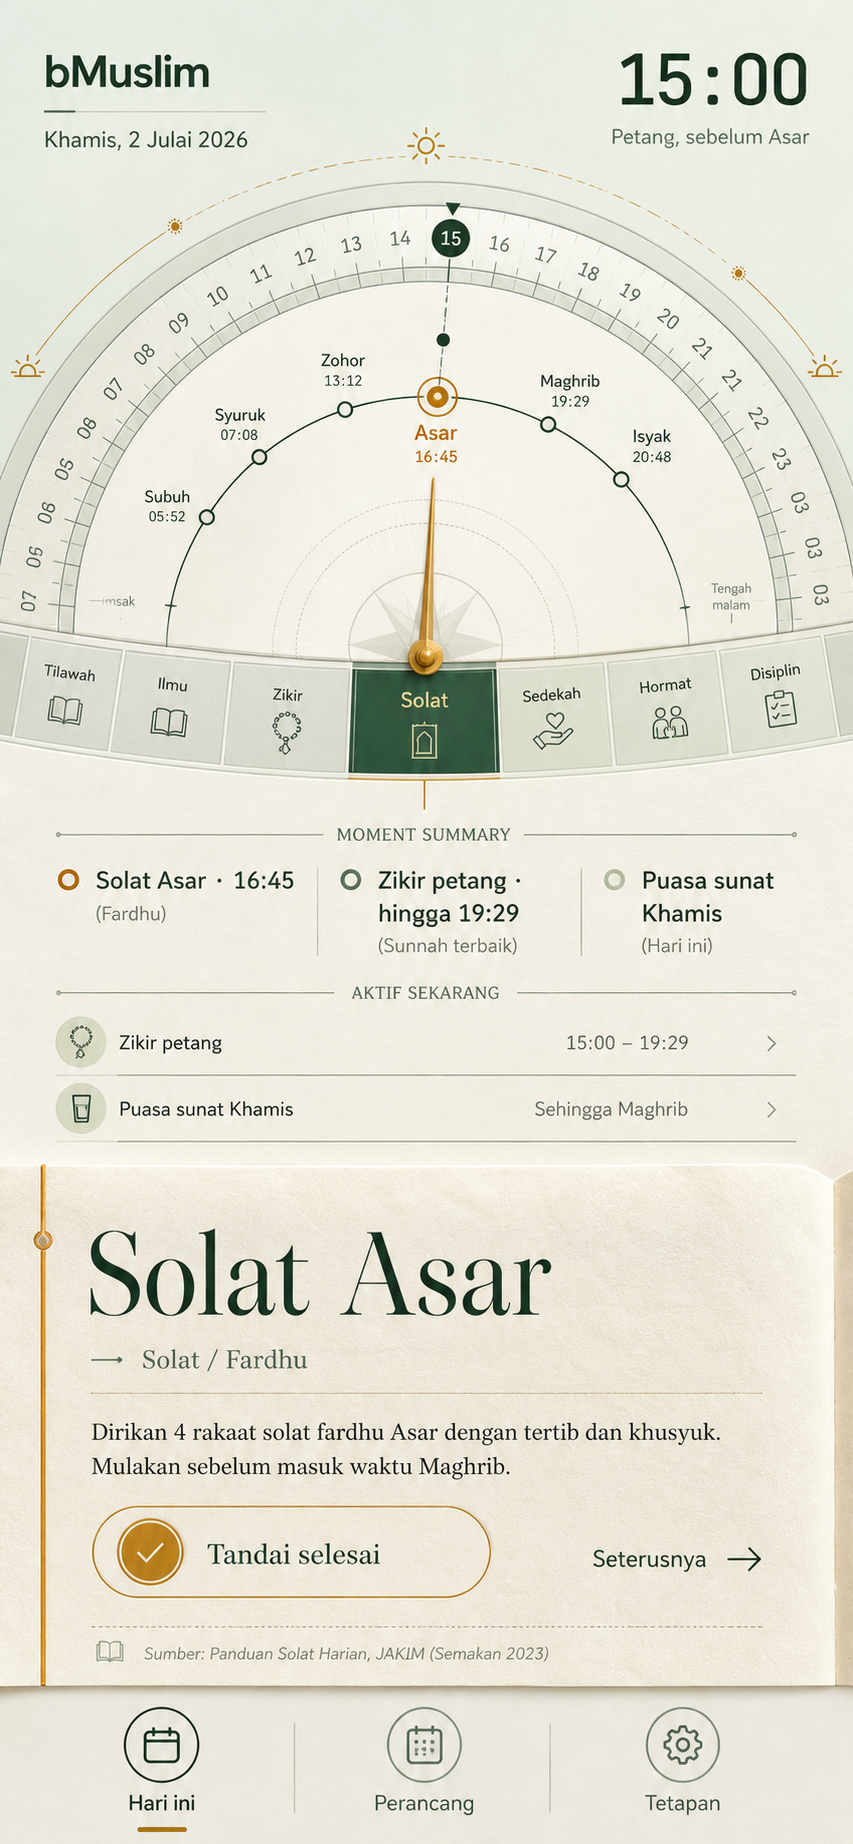 bMuslim
15:00
Khamis, 2 Julai 2026
Petang, sebelum Asar
07
05
06
05
06
07
08
09
10
11
12
13
14
15
16
17
18
19
20
21
21
22
23
03
03
03
Zohor
13:12
Maghrib
19:29
Syuruk
07:08
Asar
16:45
Isyak
20:48
Subuh
05:52
imsak
Tengah
malam
Tilawah
Ilmu
Zikir
Solat
Sedekah
Hormat
Disiplin
MOMENT SUMMARY
Solat Asar · 16:45
(Fardhu)
Zikir petang ·
hingga 19:29
(Sunnah terbaik)
Puasa sunat
Khamis
(Hari ini)
AKTIF SEKARANG
Zikir petang 15:00 – 19:29
Puasa sunat Khamis Sehingga Maghrib
Solat Asar
Solat / Fardhu
Dirikan 4 rakaat solat fardhu Asar dengan tertib dan khusyuk.
Mulakan sebelum masuk waktu Maghrib.
Tandai selesai
Seterusnya
Sumber: Panduan Solat Harian, JAKIM (Semakan 2023)
Hari ini
Perancang
Tetapan